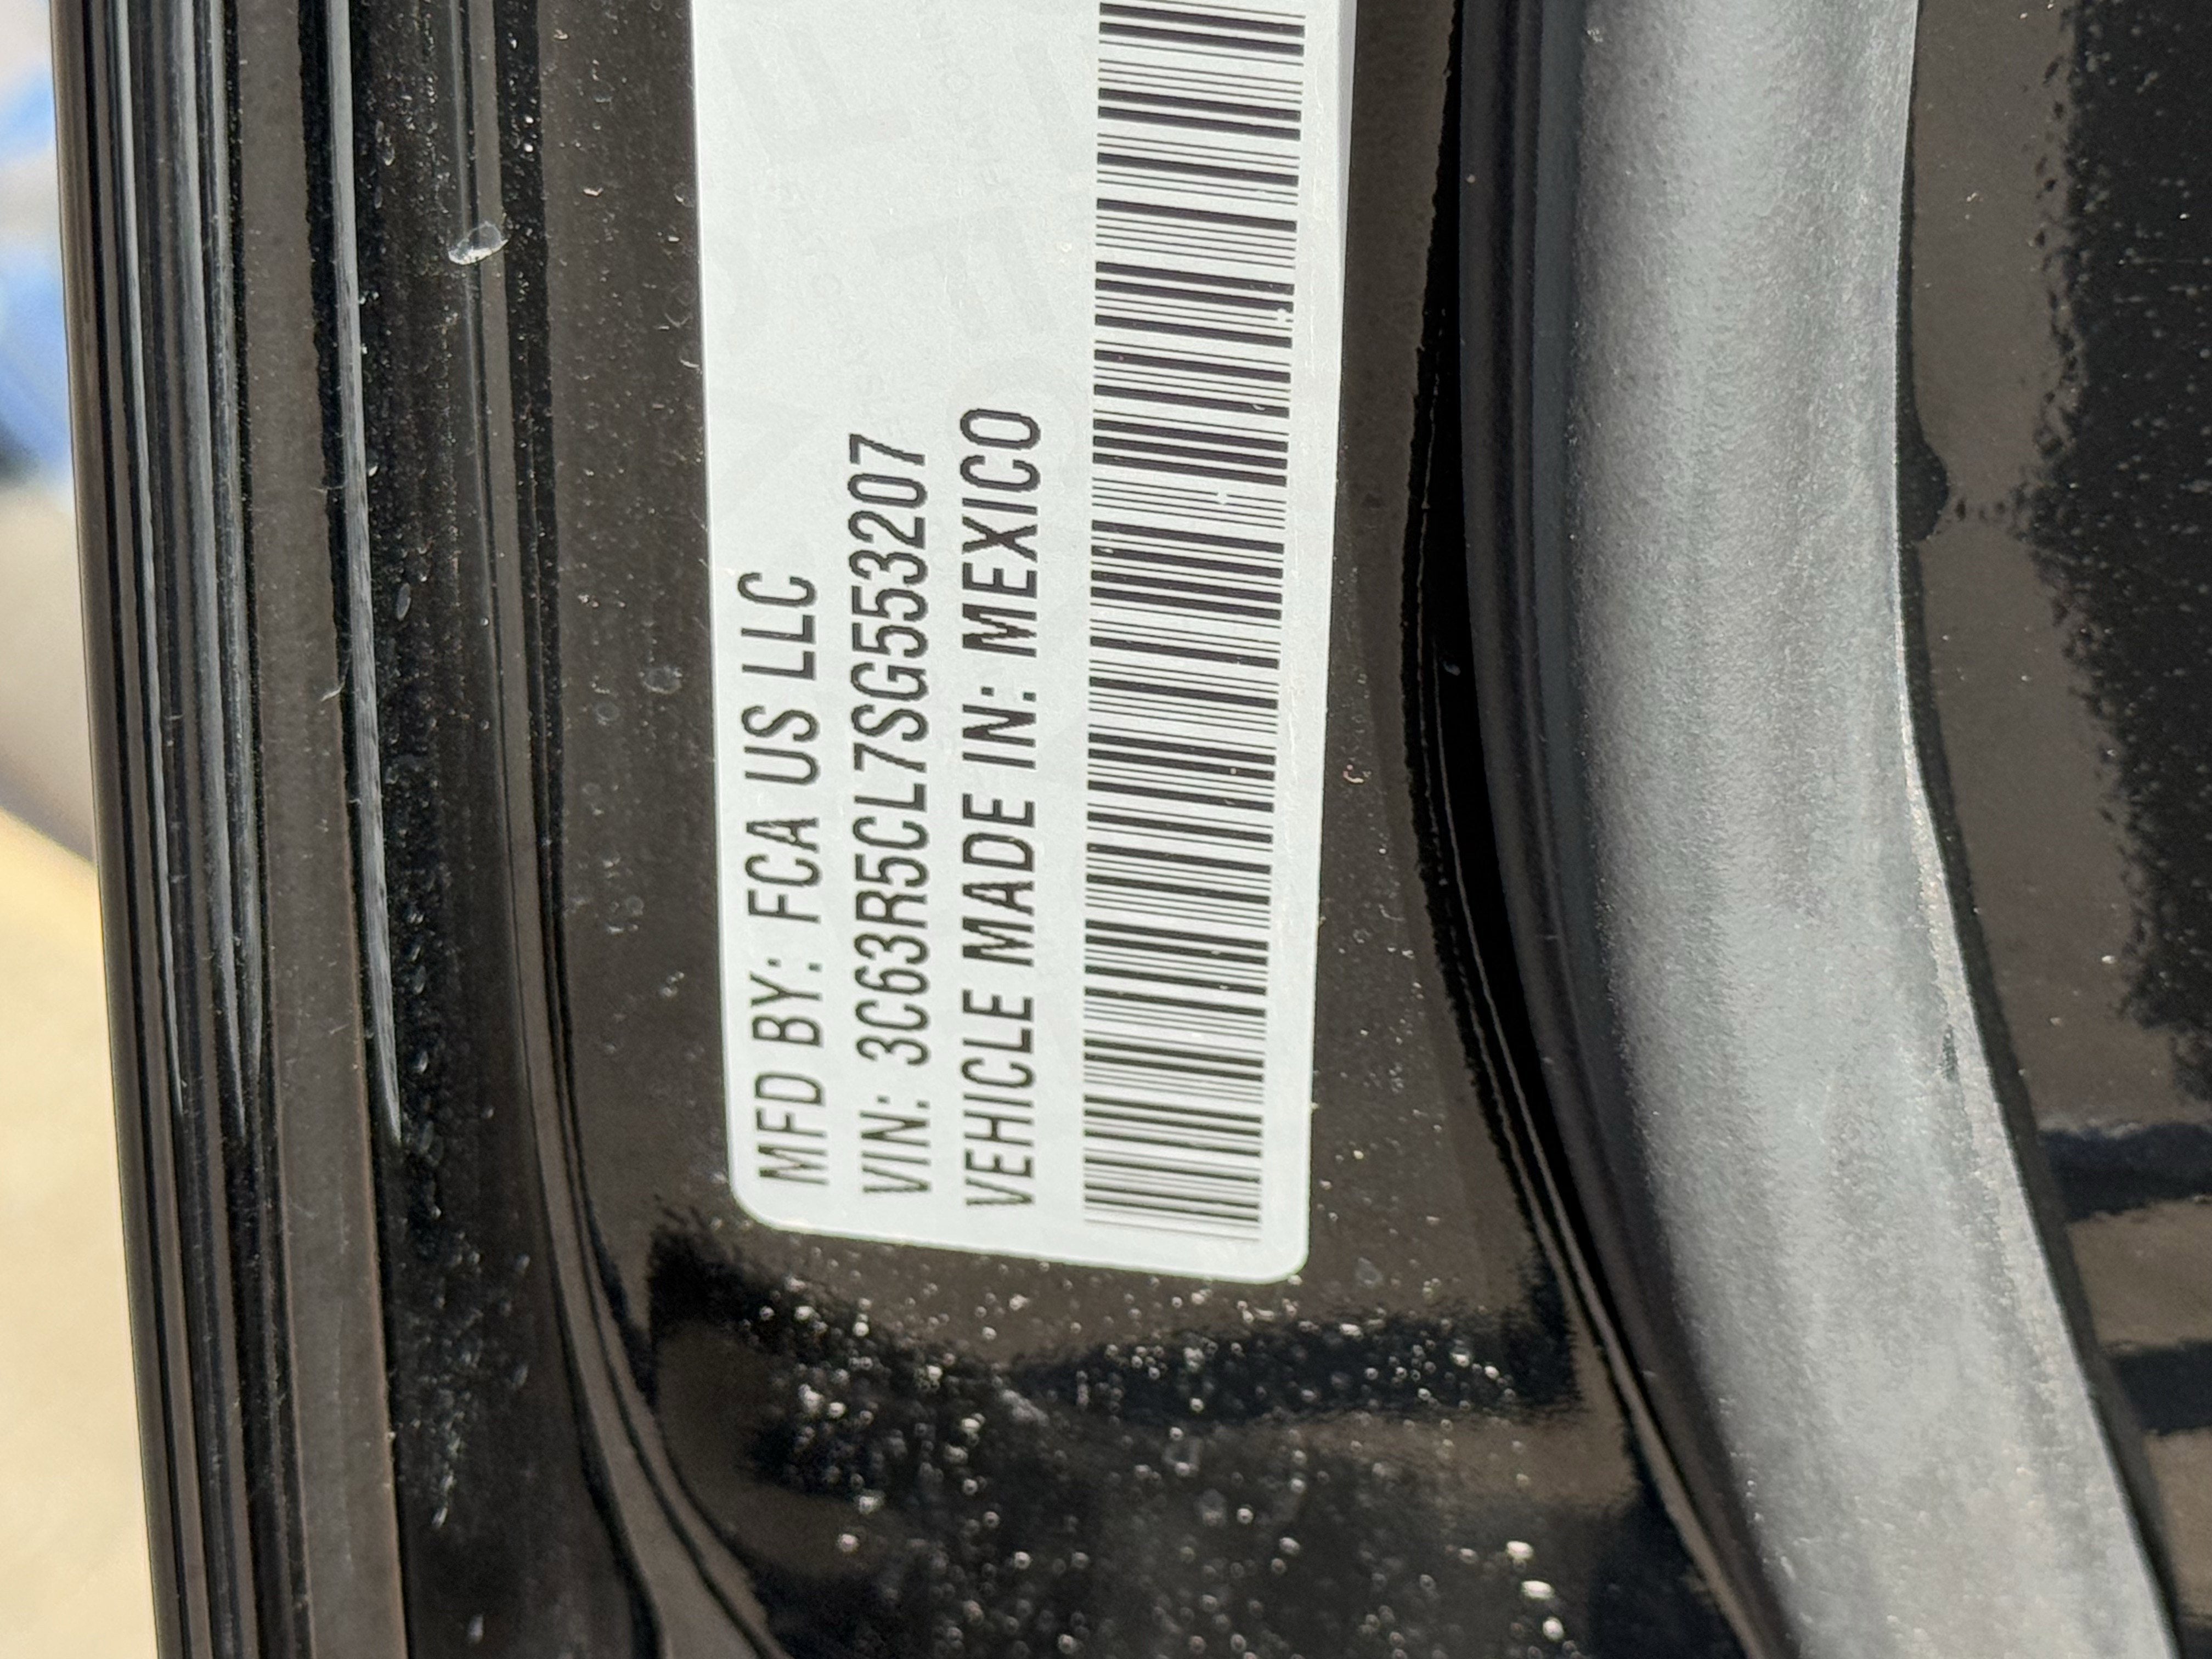 MFD BY: FCA US LLC
VIN: 3C63R5CL7SG553207
VEHICLE MADE IN: MEXICO